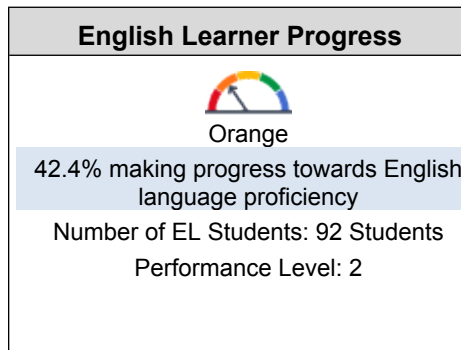 English Learner Progress
Orange
42.4% making progress towards English
language proficiency
Number of EL Students: 92 Students
Performance Level: 2